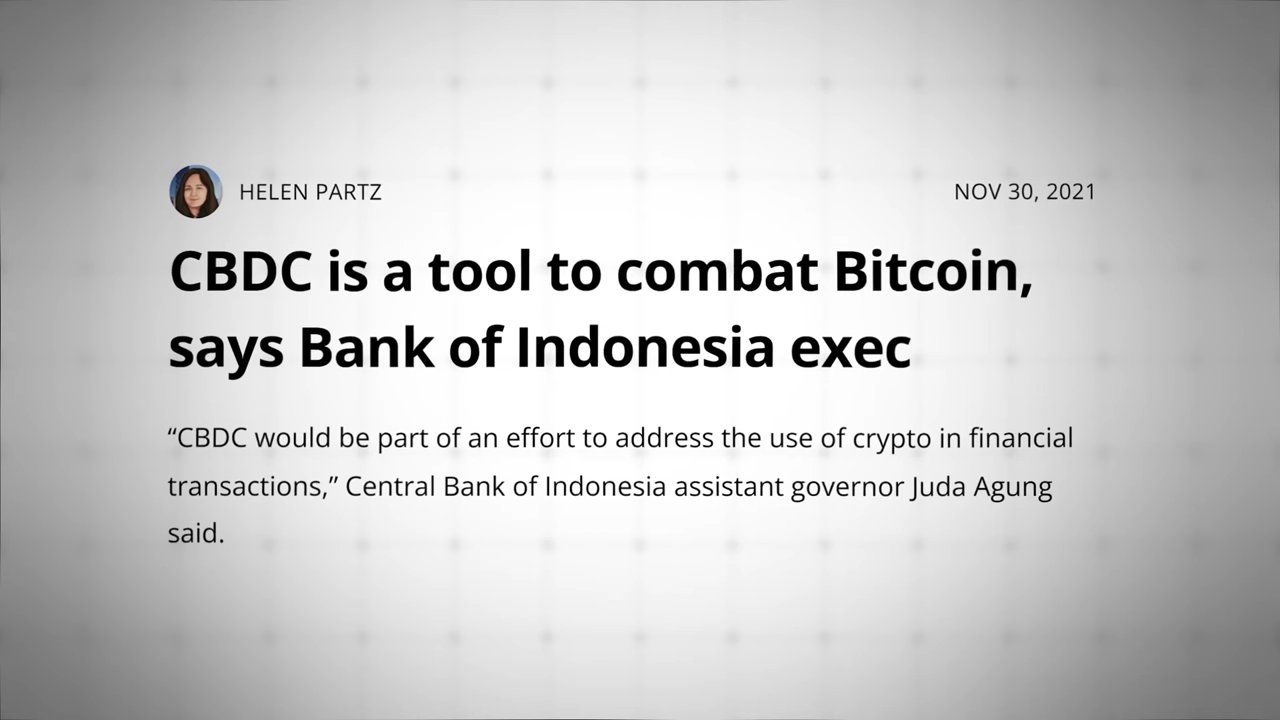 HELEN PARTZ
NOV 30, 2021
CBDC is a tool to combat Bitcoin,
says Bank of Indonesia exec
“CBDC would be part of an effort to address the use of crypto in financial
transactions,” Central Bank of Indonesia assistant governor Juda Agung
said.